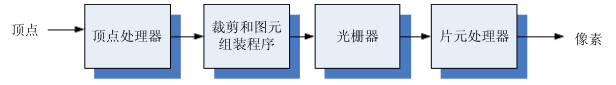 顶点
顶点处理器
裁剪和图元
组装程序
光栅器
片元处理器
像素